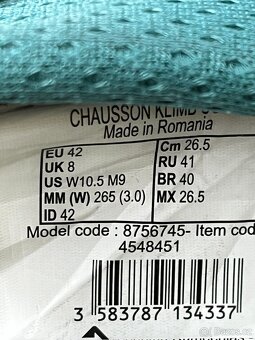 CHAUSSON KLIMB
Made in Romania
EU 42
UK 8
US W10.5 M9
MM (W) 265 (3.0)
ID 42
Cm 26.5
RU 41
BR 40
MX 26.5
Model code : 8756745- Item cod
4548451
3 583787 134337